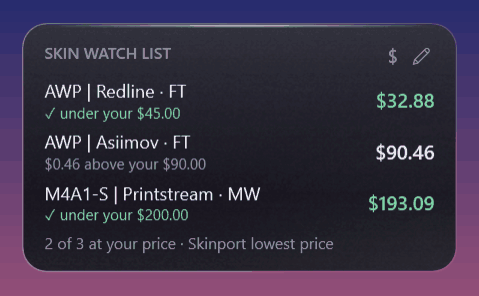 SKIN WATCH LIST $
AWP | Redline · FT $32.88
✓ under your $45.00
AWP | Asiimov · FT $90.46
$0.46 above your $90.00
M4A1-S | Printstream · MW $193.09
✓ under your $200.00
2 of 3 at your price · Skinport lowest price